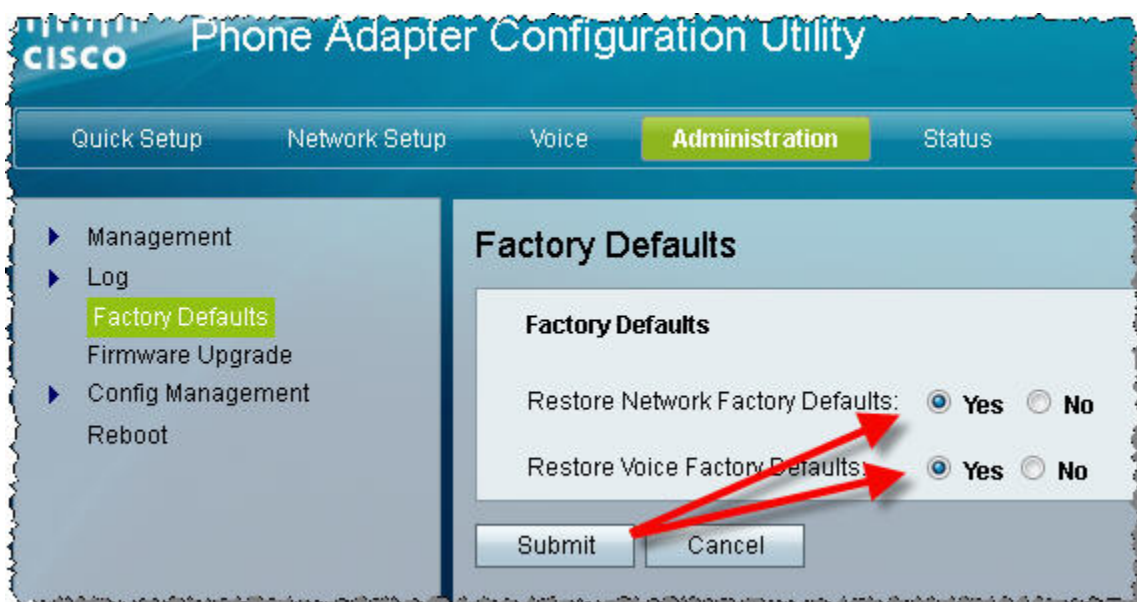 CISCO Phone Adapter Configuration Utility
Quick Setup Network Setup Voice Administration Status
Management
Log
Factory Defaults
Firmware Upgrade
Config Management
Reboot
Factory Defaults
Factory Defaults
Restore Network Factory Defaults: Yes No
Restore Voice Factory Defaults: Yes No
Submit Cancel